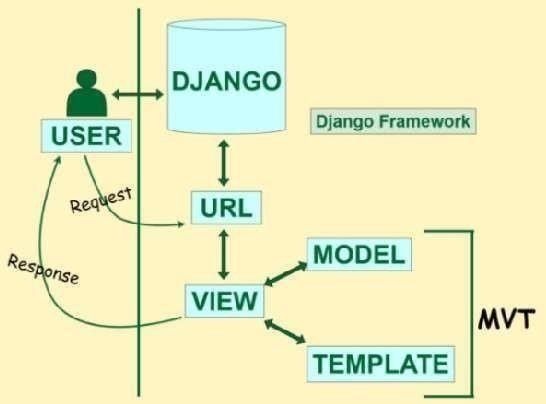 DJANGO
Django Framework
USER
Request
URL
Response
MODEL
VIEW
MVT
TEMPLATE